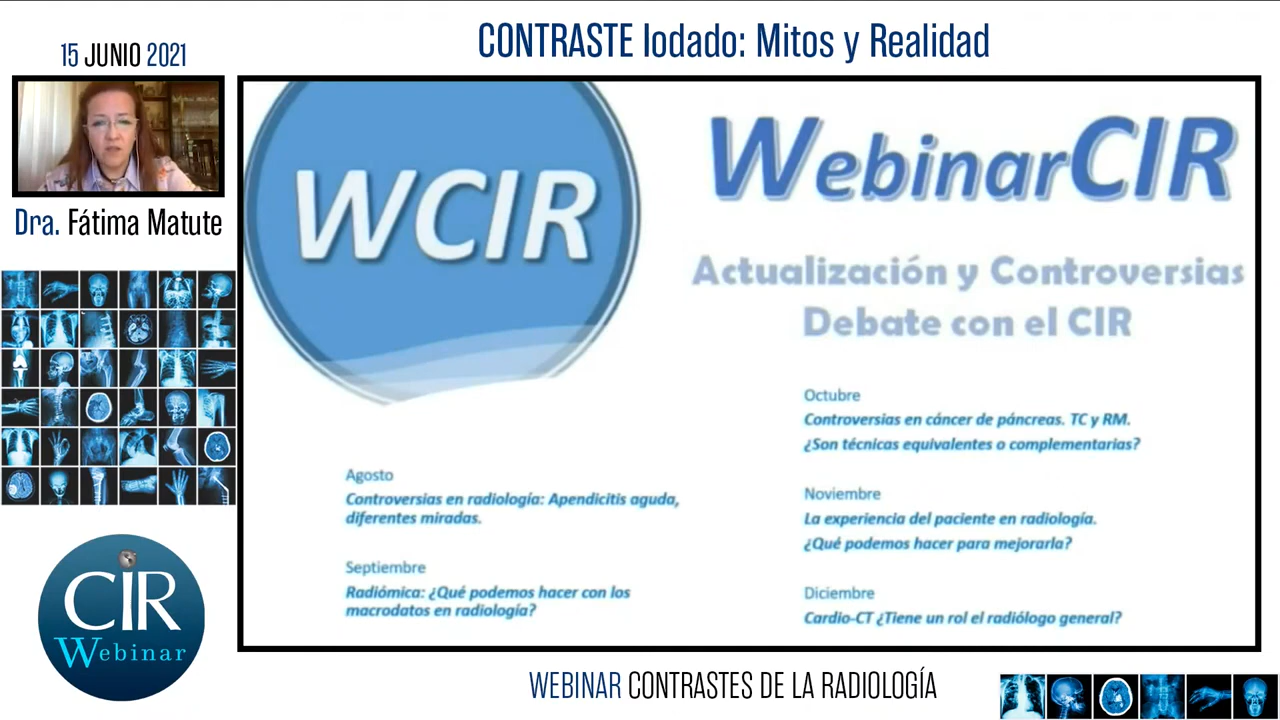 CONTRASTE Iodado: Mitos y Realidad
15 JUNIO 2021
Dra. Fátima Matute
WCIR
WebinarCIR
Actualización y Controversias
Debate con el CIR
Agosto
Controversias en radiología: Apendicitis aguda,
diferentes miradas.
Septiembre
Radiómica: ¿Qué podemos hacer con los
macrodatos en radiología?
Octubre
Controversias en cáncer de páncreas. TC y RM.
¿Son técnicas equivalentes o complementarias?
Noviembre
La experiencia del paciente en radiología.
¿Qué podemos hacer para mejorarla?
Diciembre
Cardio-CT ¿Tiene un rol el radiólogo general?
CIR
Webinar
WEBINAR CONTRASTES DE LA RADIOLOGÍA